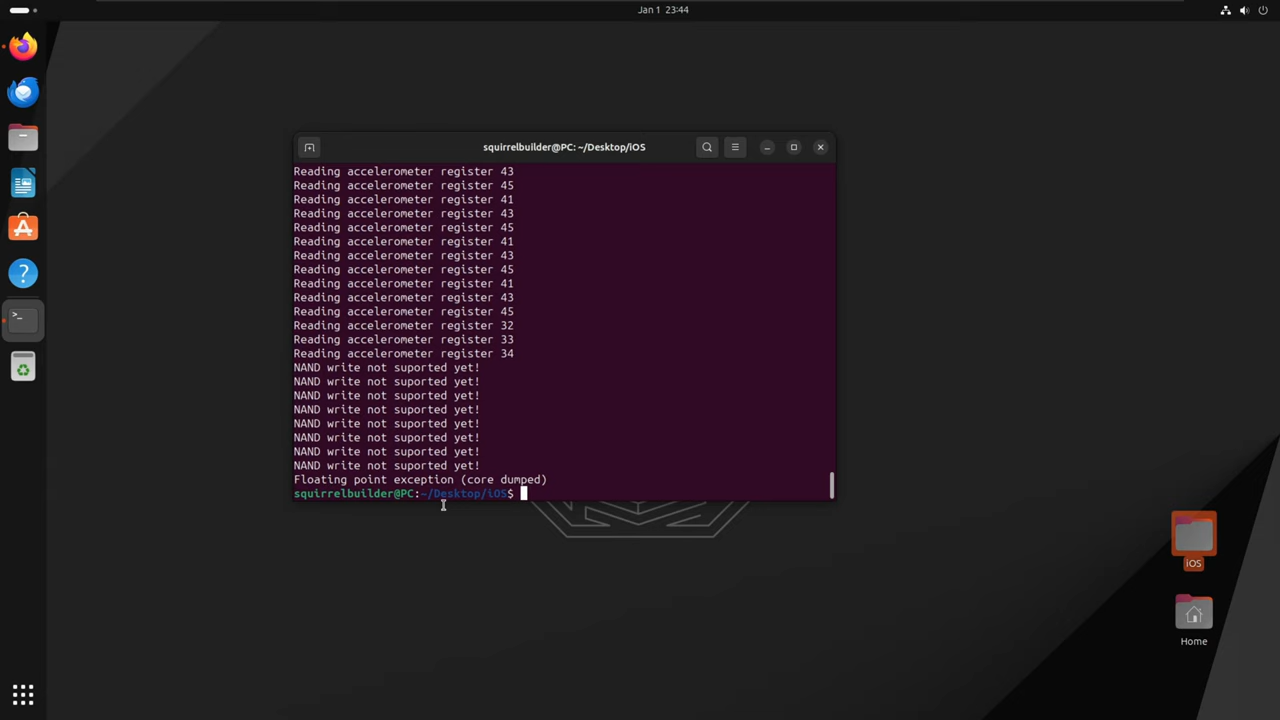 Jan 1 23:44
squirrelbuilder@PC: ~/Desktop/iOS
Reading accelerometer register 43
Reading accelerometer register 45
Reading accelerometer register 41
Reading accelerometer register 43
Reading accelerometer register 45
Reading accelerometer register 41
Reading accelerometer register 43
Reading accelerometer register 45
Reading accelerometer register 41
Reading accelerometer register 43
Reading accelerometer register 45
Reading accelerometer register 32
Reading accelerometer register 33
Reading accelerometer register 34
NAND write not suported yet!
NAND write not suported yet!
NAND write not suported yet!
NAND write not suported yet!
NAND write not suported yet!
NAND write not suported yet!
NAND write not suported yet!
NAND write not suported yet!
Floating point exception (core dumped)
squirrelbuilder@PC:~/Desktop/iOS$
iOS
Home